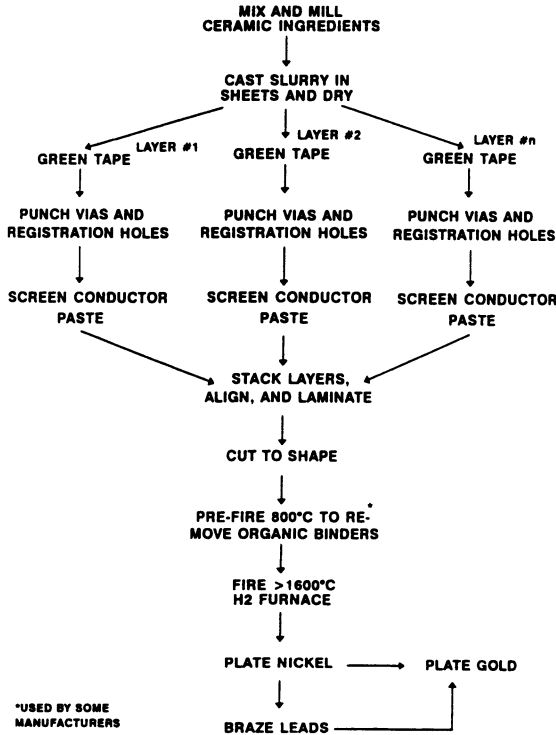 MIX AND MILL
CERAMIC INGREDIENTS
CAST SLURRY IN
SHEETS AND DRY
LAYER #1
GREEN TAPE
LAYER #2
GREEN TAPE
LAYER #n
GREEN TAPE
PUNCH VIAS AND
REGISTRATION HOLES
PUNCH VIAS AND
REGISTRATION HOLES
PUNCH VIAS AND
REGISTRATION HOLES
SCREEN CONDUCTOR
PASTE
SCREEN CONDUCTOR
PASTE
SCREEN CONDUCTOR
PASTE
STACK LAYERS,
ALIGN, AND LAMINATE
CUT TO SHAPE
PRE-FIRE 800°C TO RE-*
MOVE ORGANIC BINDERS
FIRE >1600°C
H2 FURNACE
PLATE NICKEL
PLATE GOLD
BRAZE LEADS
*USED BY SOME
MANUFACTURERS